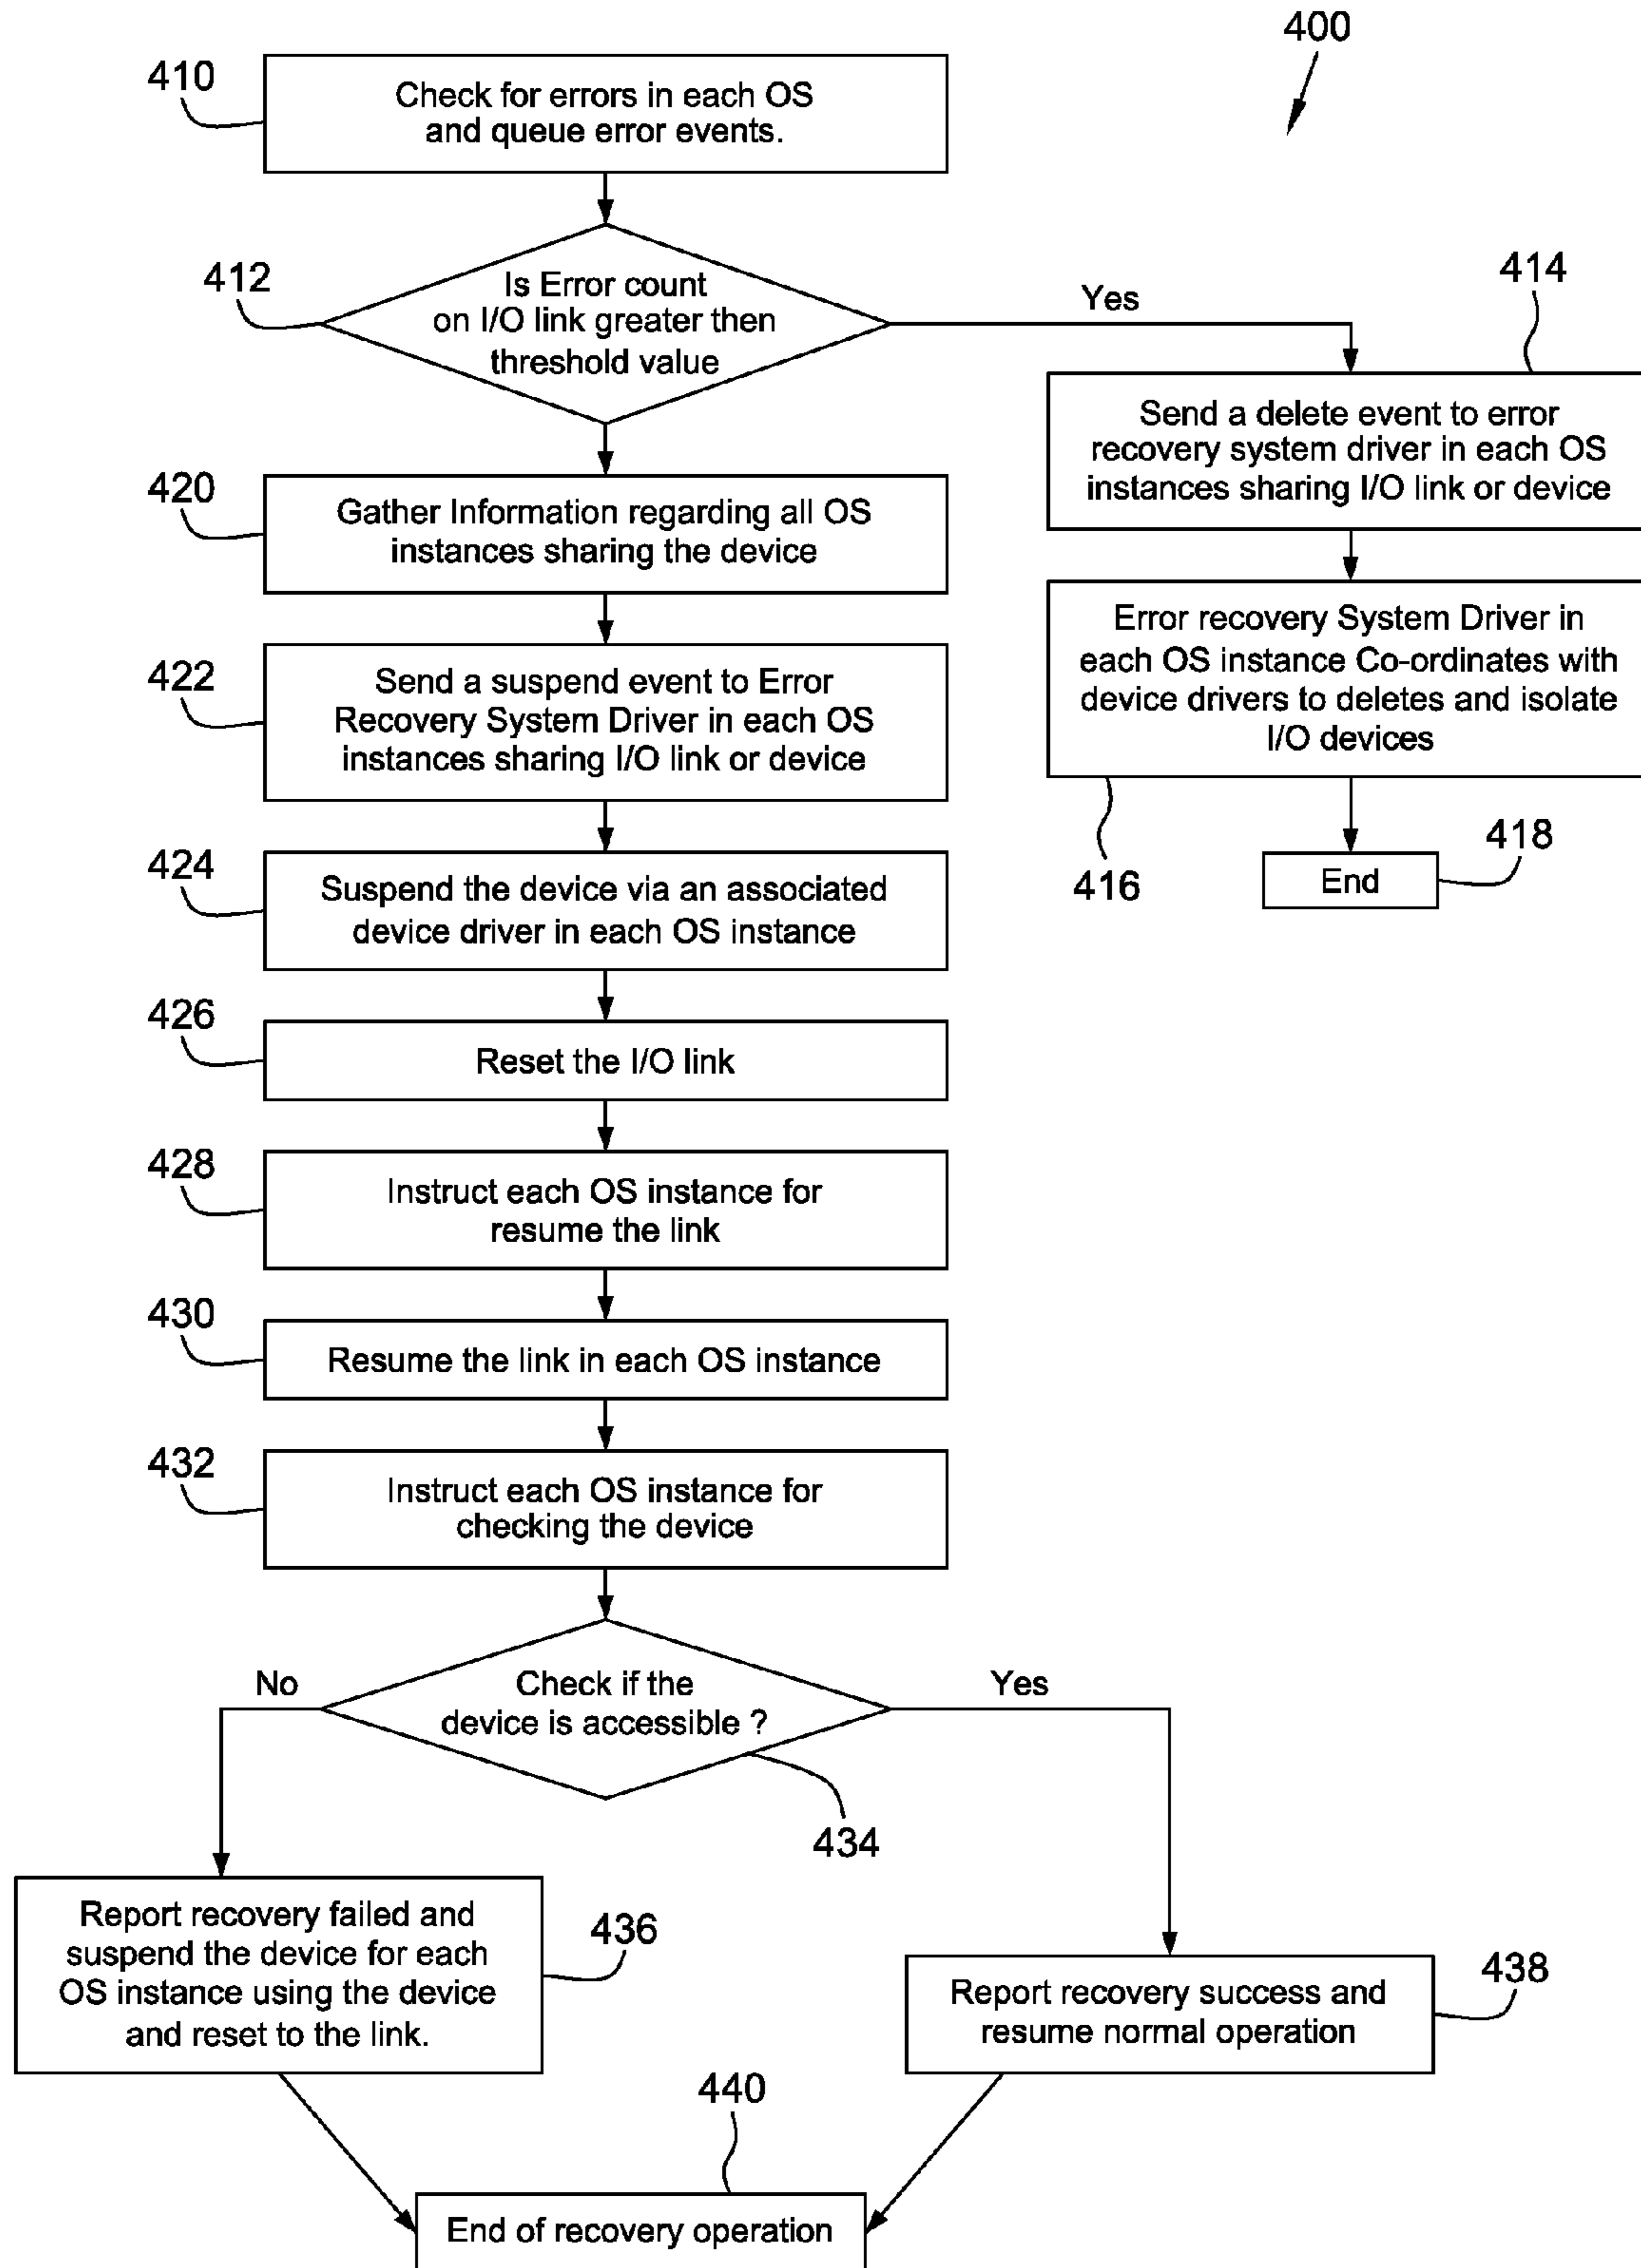 400
410
Check for errors in each OS
and queue error events.
412
Is Error count
on I/O link greater then
threshold value
Yes
414
Send a delete event to error
recovery system driver in each OS
instances sharing I/O link or device
420
Gather Information regarding all OS
instances sharing the device
Error recovery System Driver in
each OS instance Co-ordinates with
device drivers to deletes and isolate
I/O devices
416
418
End
422
Send a suspend event to Error
Recovery System Driver in each OS
instances sharing I/O link or device
424
Suspend the device via an associated
device driver in each OS instance
426
Reset the I/O link
428
Instruct each OS instance for
resume the link
430
Resume the link in each OS instance
432
Instruct each OS instance for
checking the device
No
Check if the
device is accessible ?
Yes
434
Report recovery failed and
suspend the device for each
OS instance using the device
and reset to the link.
436
438
Report recovery success and
resume normal operation
440
End of recovery operation